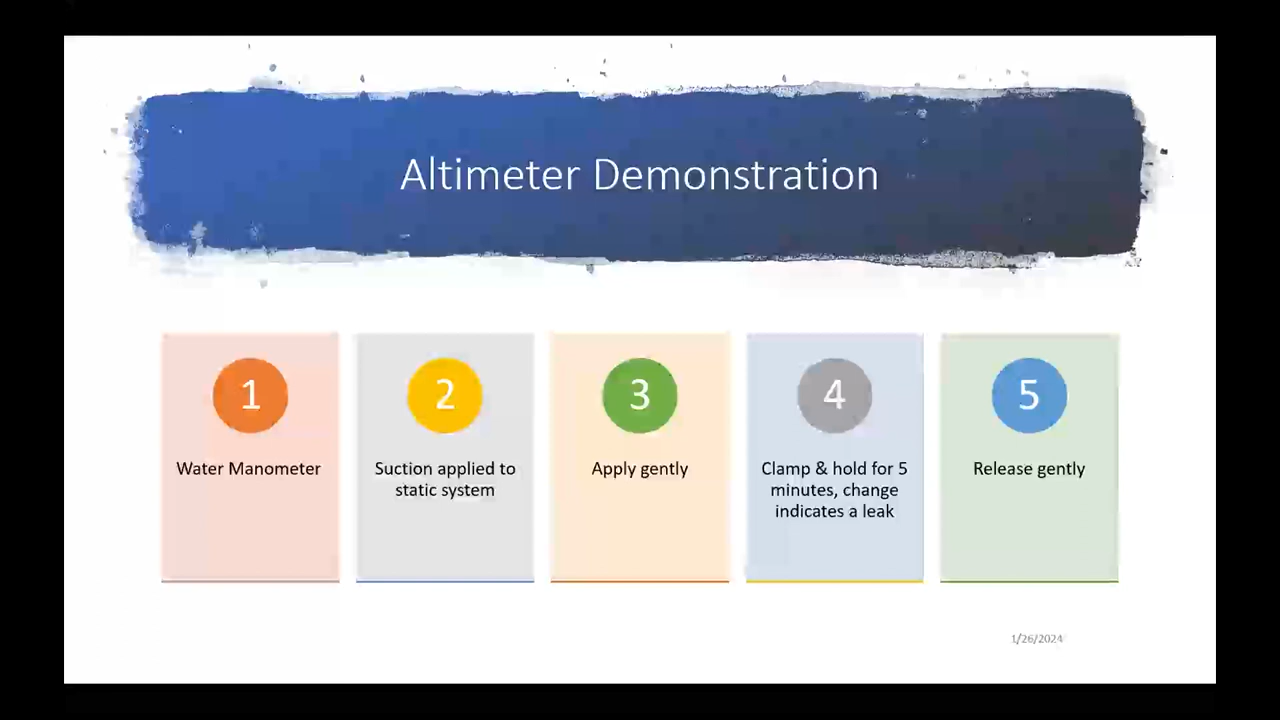 Altimeter Demonstration
1
Water Manometer
2
Suction applied to
static system
3
Apply gently
4
Clamp & hold for 5
minutes, change
indicates a leak
5
Release gently
1/26/2024